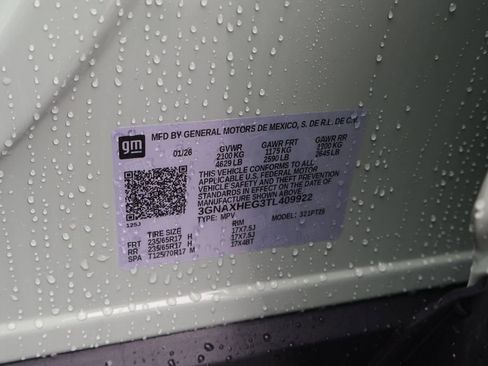 gm
MFD BY GENERAL MOTORS DE MEXICO, S. DE R.L. DE C.V.
01/26 GVWR GAWR FRT GAWR RR
2100 KG 1175 KG 1200 KG
4629 LB 2590 LB 2645 LB
THIS VEHICLE CONFORMS TO ALL
APPLICABLE U.S. FEDERAL MOTOR
VEHICLE SAFETY AND THEFT PREVENTION
STANDARDS IN EFFECT ON THE DATE OF
MANUFACTURE SHOWN ABOVE.
3GNAXHEG3TL409922
TYPE: MPV MODEL: 321PT26
125J
TIRE SIZE RIM
FRT 235/65R17 H 17X7.5J
RR 235/65R17 H 17X7.5J
SPA T125/70R17 M 17X4BT